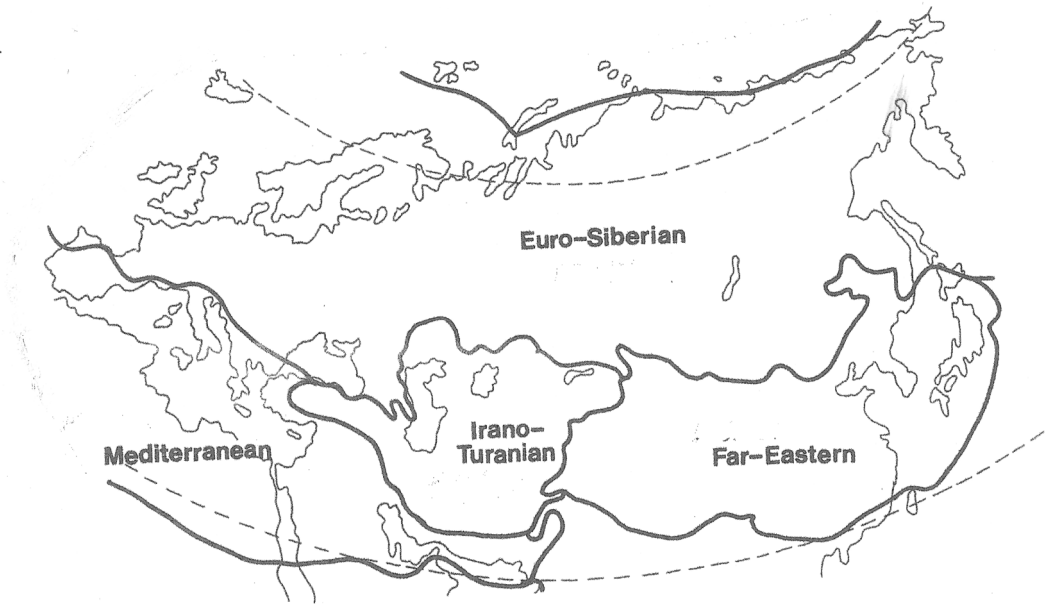 Euro-Siberian
Irano-
Turanian
Mediterranean
Far-Eastern